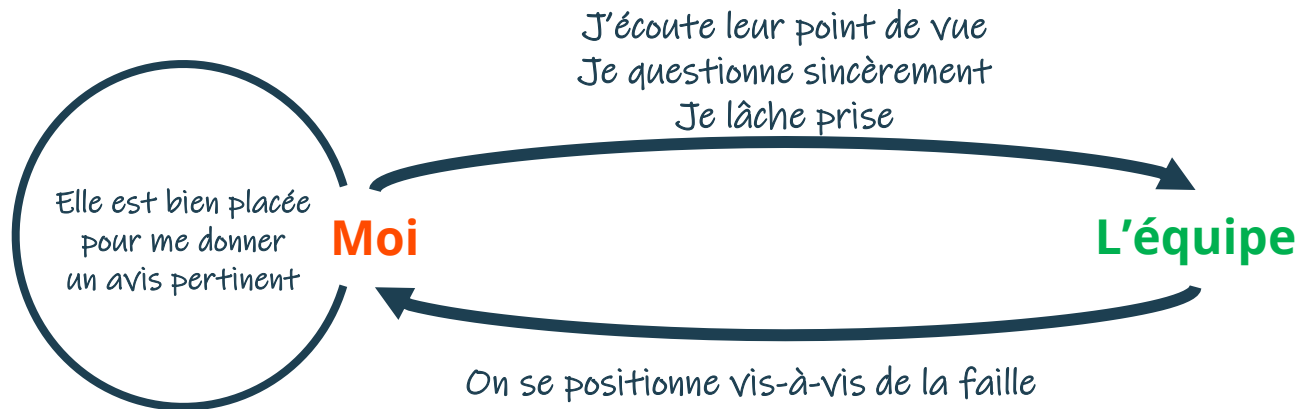 J'écoute leur point de vue
Je questionne sincèrement
Je lâche prise
Elle est bien placée
pour me donner
un avis pertinent
Moi
L'équipe
On se positionne vis-à-vis de la faille